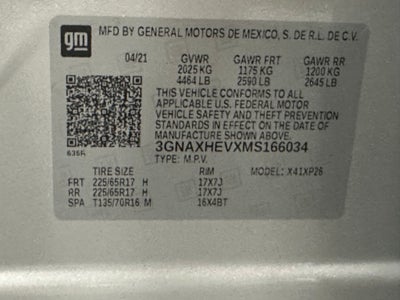 gm
MFD BY GENERAL MOTORS DE MEXICO, S. DE R.L. DE C.V.
04/21 GVWR GAWR FRT GAWR RR
2025 KG 1175 KG 1200 KG
4464 LB 2590 LB 2645 LB
THIS VEHICLE CONFORMS TO ALL
APPLICABLE U.S. FEDERAL MOTOR
VEHICLE SAFETY AND THEFT PREVENTION
STANDARDS IN EFFECT ON THE DATE OF
MANUFACTURE SHOWN ABOVE.
635R 3GNAXHEVXMS166034
TYPE: M.P.V. MODEL: X41XP26
TIRE SIZE RIM
FRT 225/65R17 H 17X7J
RR 225/65R17 H 17X7J
SPA T135/70R16 M 16X4BT